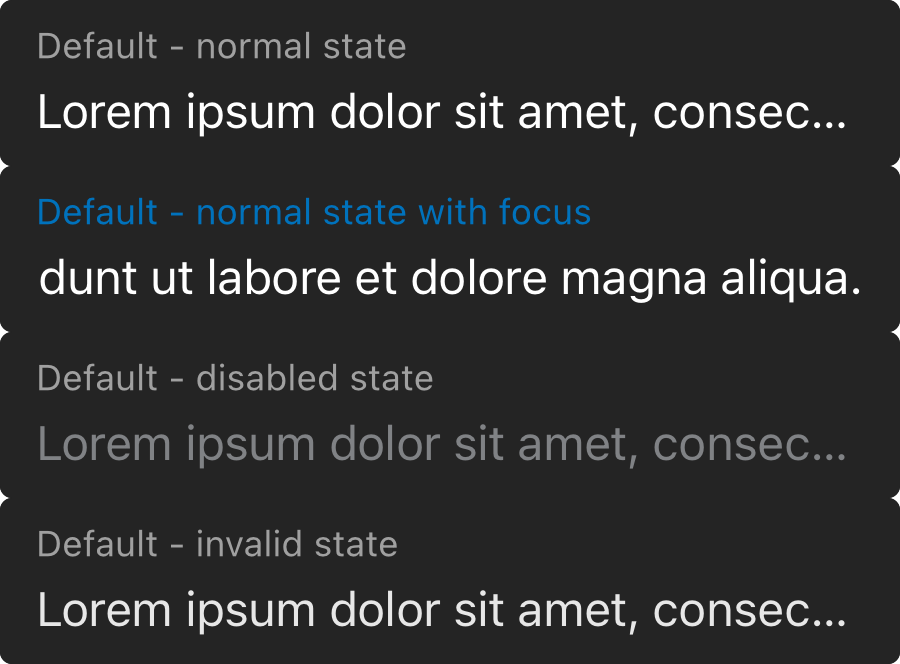 Default - normal state
Lorem ipsum dolor sit amet, consec...
Default - normal state with focus
dunt ut labore et dolore magna aliqua.
Default - disabled state
Lorem ipsum dolor sit amet, consec...
Default - invalid state
Lorem ipsum dolor sit amet, consec...